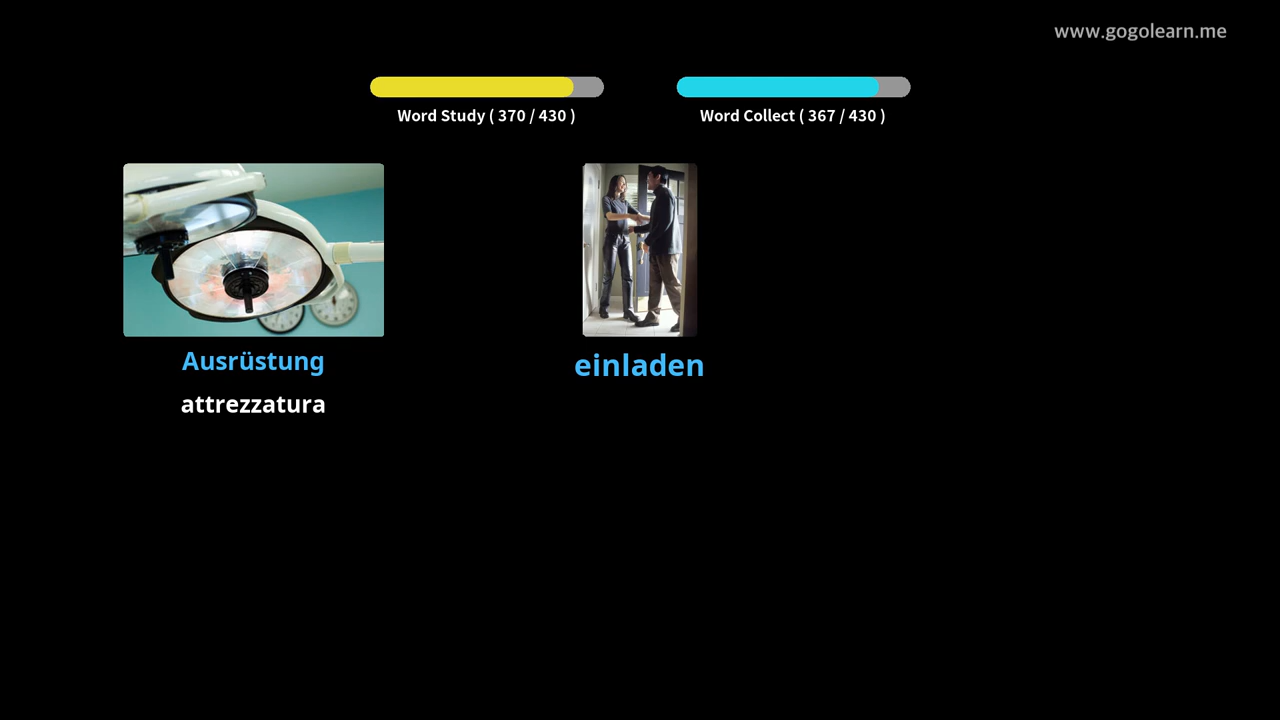 www.gogolearn.me
Word Study ( 370 / 430 )
Word Collect ( 367 / 430 )
Ausrüstung
attrezzatura
einladen